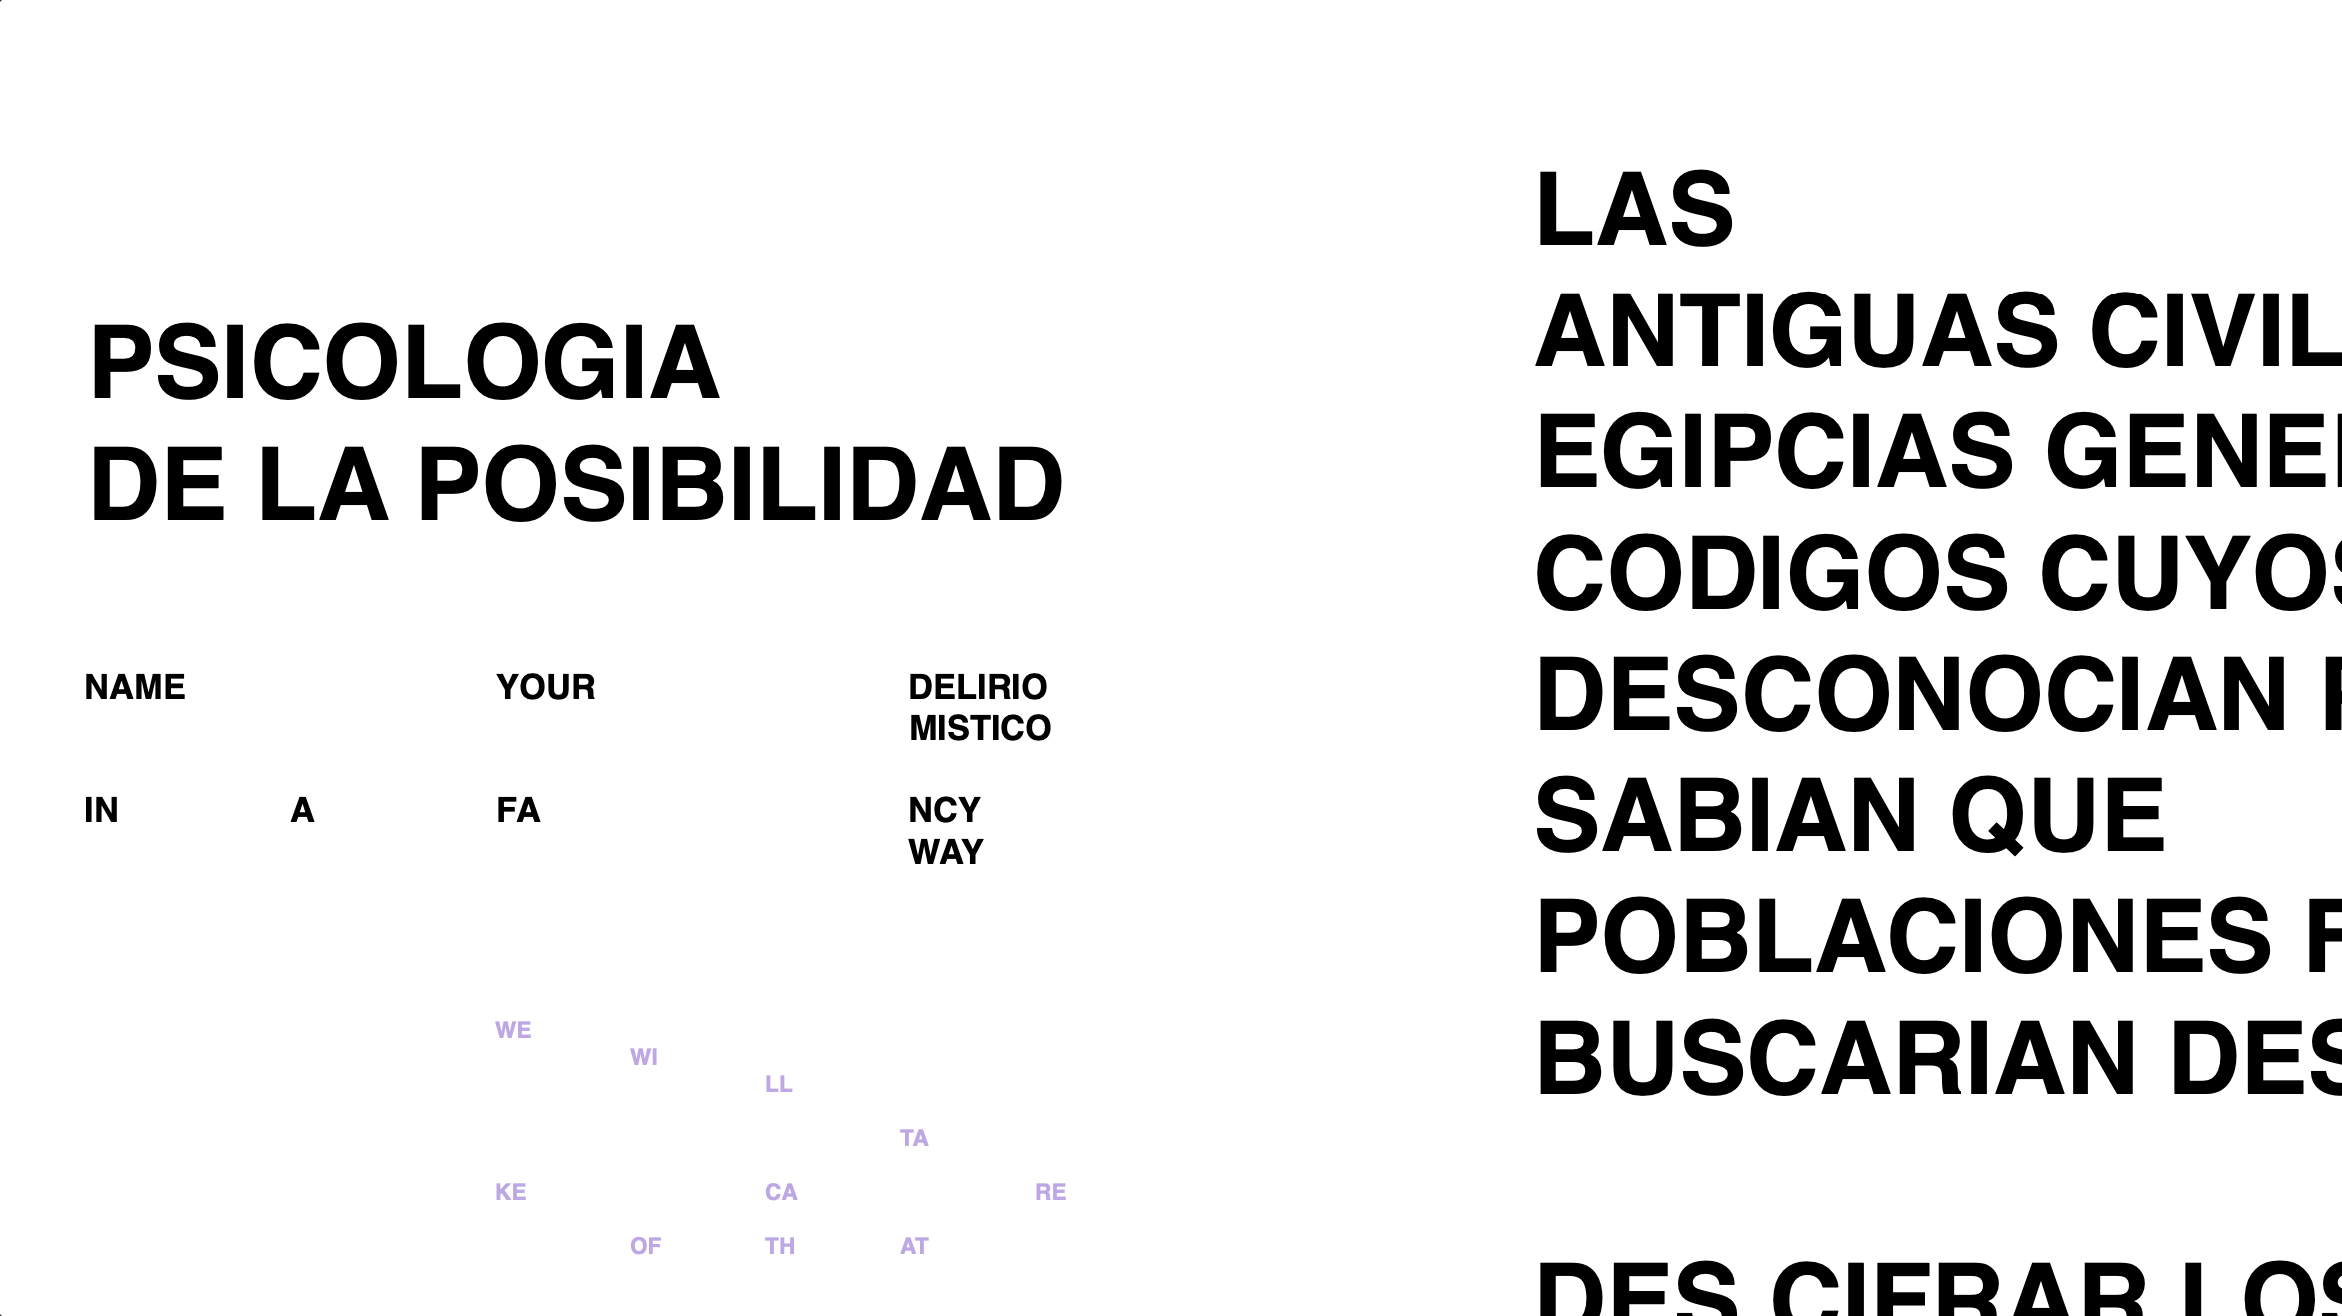 PSICOLOGIA
DE LA POSIBILIDAD
NAME YOUR DELIRIO
MISTICO
IN A FA NCY
WAY
WE
WI
LL
TA
KE CA RE
OF TH AT
LAS
ANTIGUAS CIVIL
EGIPCIAS GENE
CODIGOS CUYOS
DESCONOCIAN
SABIAN QUE
POBLACIONES
BUSCARIAN DES
DES CIFRAR LOS